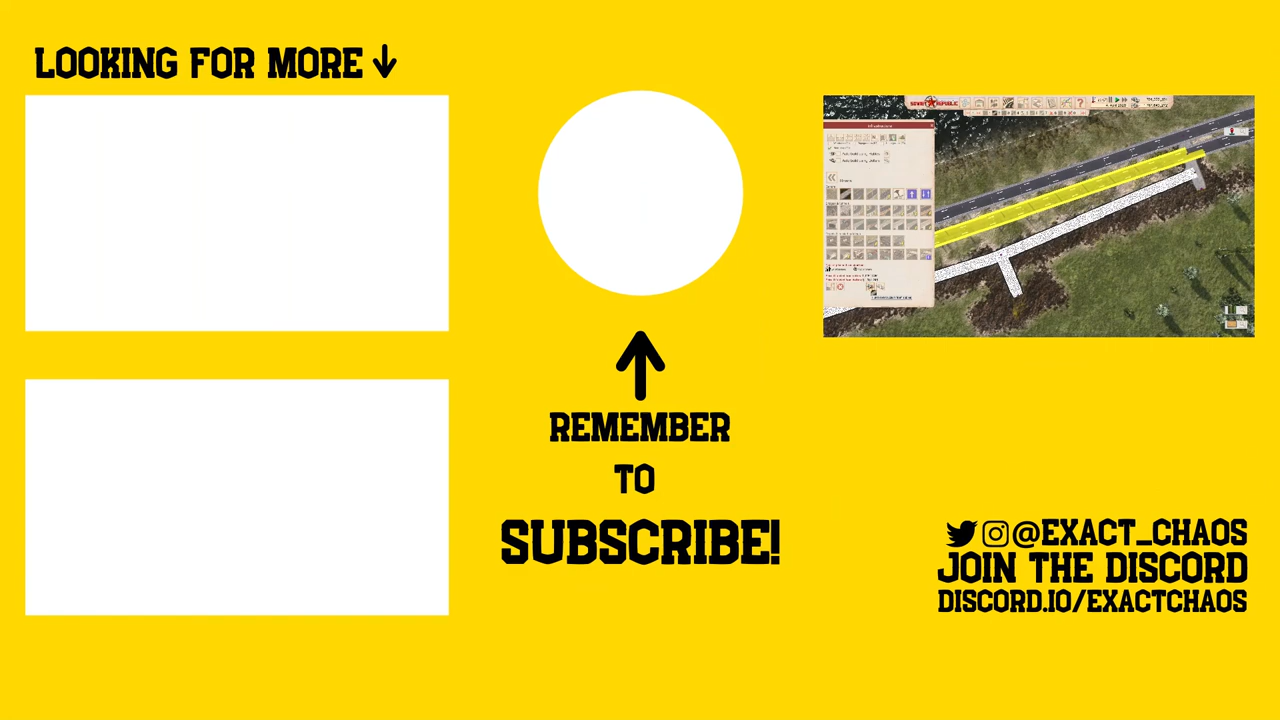 LOOKING FOR MORE
REMEMBER
TO
SUBSCRIBE!
@EXACT_CHAOS
JOIN THE DISCORD
DISCORD.IO/EXACTCHAOS